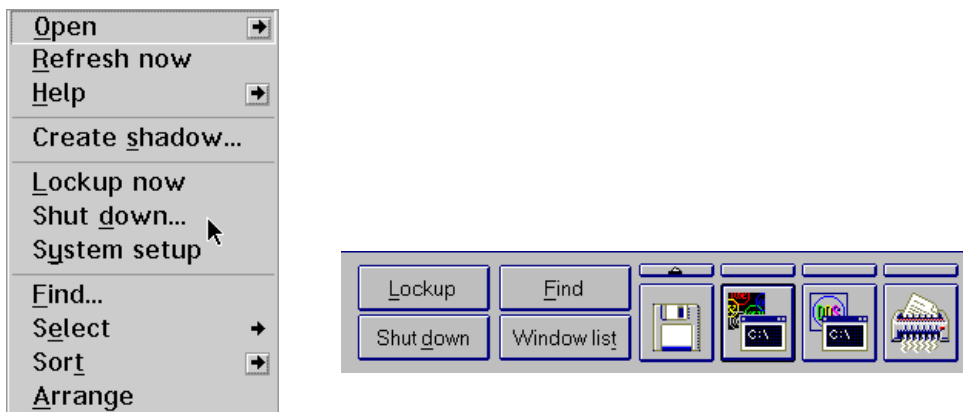 Open
Refresh now
Help
Create shadow...
Lockup now
Shut down...
System setup
Find...
Select
Sort
Arrange
Lockup
Find
Shut down
Window list
C:\
DOS
C:\